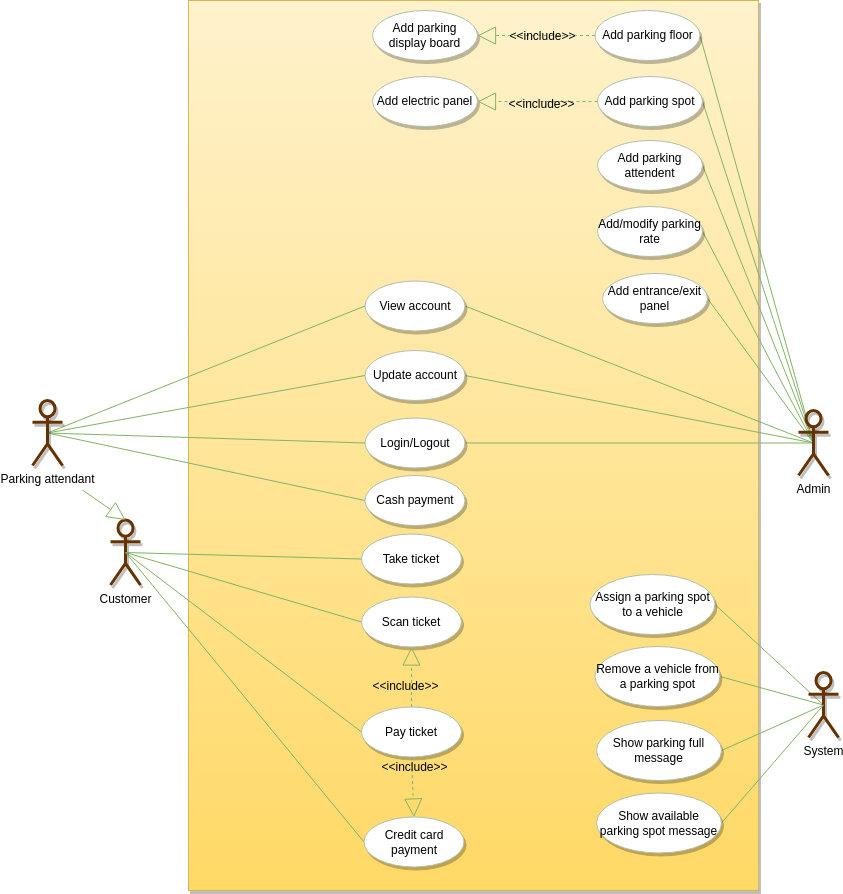 Add parking
display board
<<include>>
Add parking floor
Add electric panel
<<include>>
Add parking spot
Add parking
attendent
Add/modify parking
rate
Add entrance/exit
panel
View account
Update account
Login/Logout
Cash payment
Parking attendant
Admin
Take ticket
Customer
Scan ticket
Assign a parking spot
to a vehicle
<<include>>
Remove a vehicle from
a parking spot
Pay ticket
Show parking full
message
System
<<include>>
Credit card
payment
Show available
parking spot message